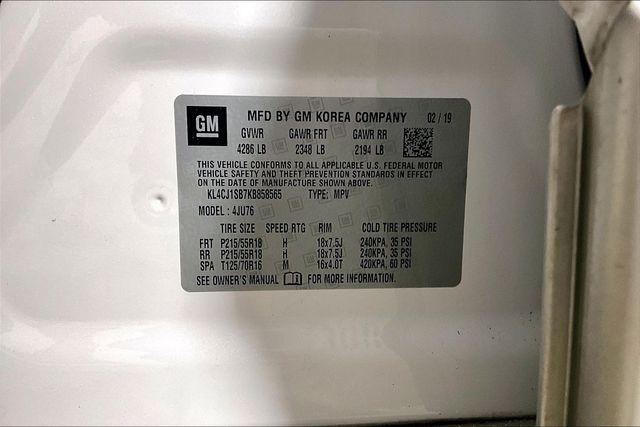 GM
MFD BY GM KOREA COMPANY 02 / 19
GVWR GAWR FRT GAWR RR
4286 LB 2348 LB 2194 LB
THIS VEHICLE CONFORMS TO ALL APPLICABLE U.S. FEDERAL MOTOR
VEHICLE SAFETY AND THEFT PREVENTION STANDARDS IN EFFECT
ON THE DATE OF MANUFACTURE SHOWN ABOVE.
KL4CJ1SB7KB858565 TYPE: MPV
MODEL : 4JU76
TIRE SIZE SPEED RTG RIM COLD TIRE PRESSURE
FRT P215/55R18 H 18x7.5J 240KPA, 35 PSI
RR P215/55R18 H 18x7.5J 240KPA, 35 PSI
SPA T125/70R16 M 16x4.0T 420KPA, 60 PSI
SEE OWNER'S MANUAL FOR MORE INFORMATION.